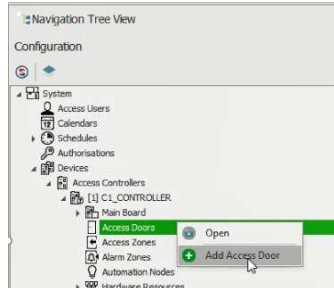 Navigation Tree View
Configuration
System
Access Users
12 Calendars
Schedules
Authorisations
Devices
Access Controllers
[1] C1_CONTROLLER
Main Board
Access Doors
Open
Access Zones
Add Access Door
Alarm Zones
Automation Nodes
Hardware Resources